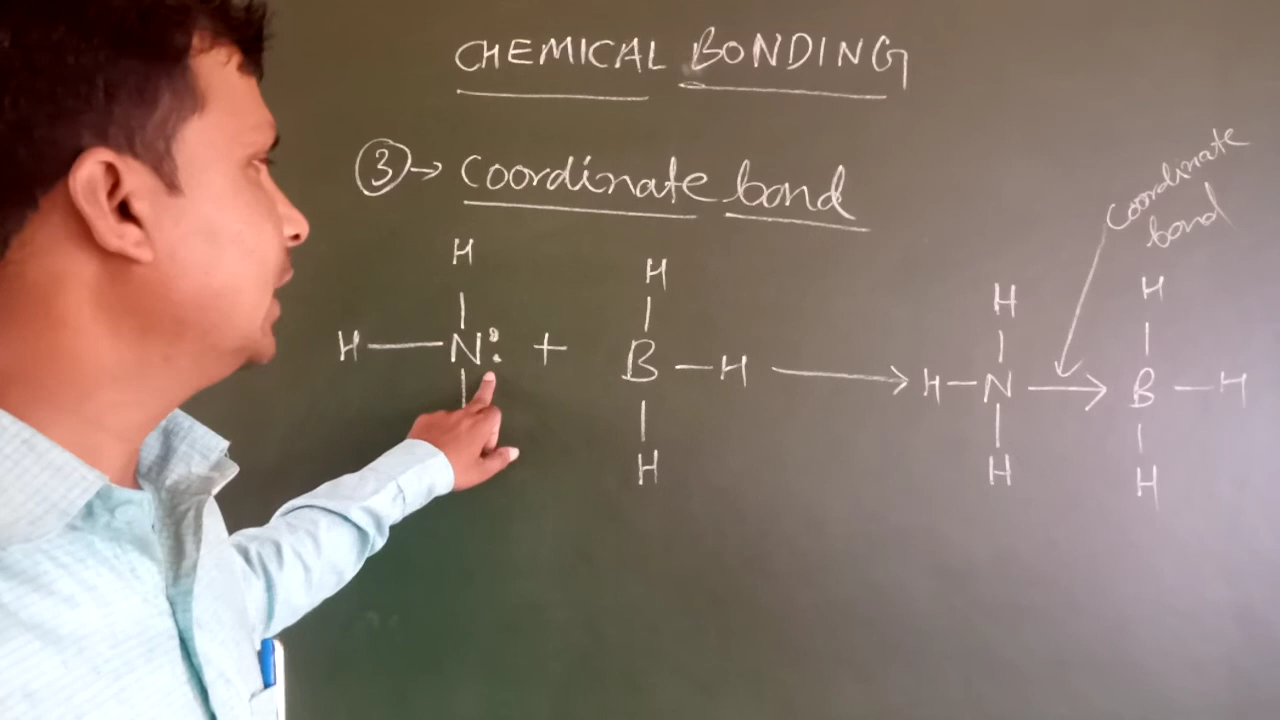 CHEMICAL BONDING
③→ Coordinate bond
Coordinate
bond
H H H H
H — N : + B — H ⟶ H — N ⟶ B — H
H H H